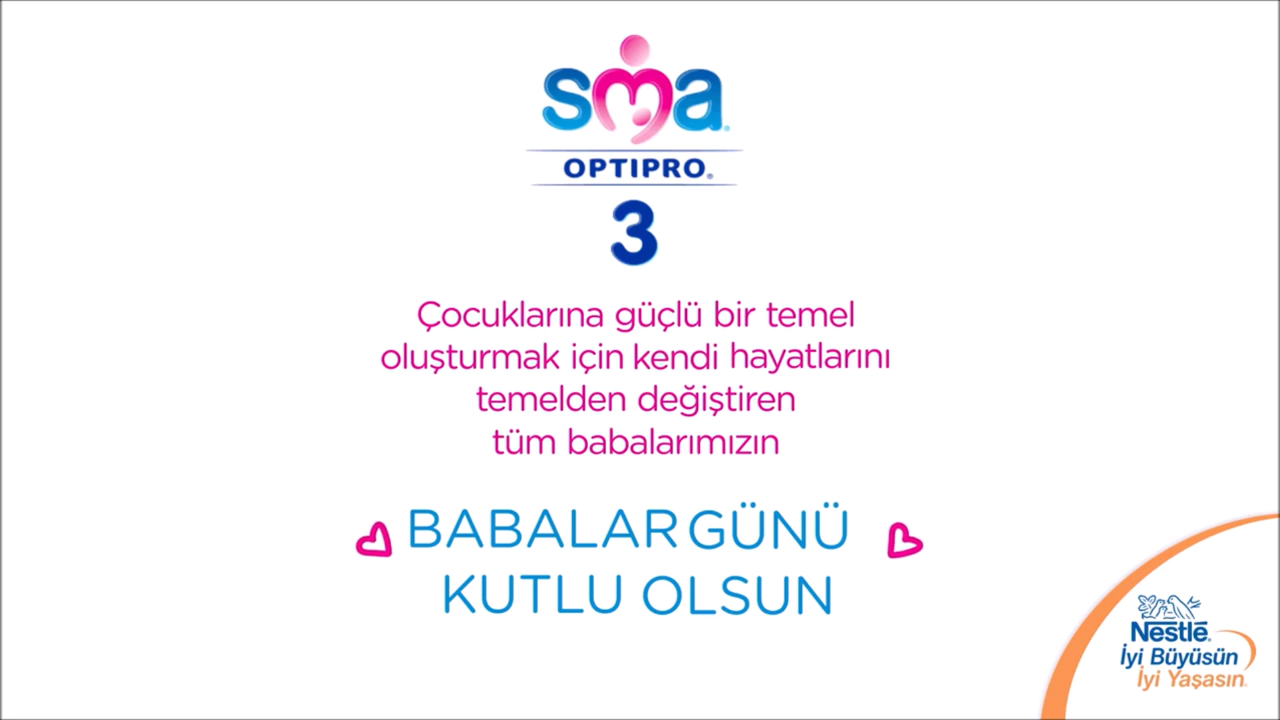 sma
OPTIPRO®
3
Çocuklarına güçlü bir temel
oluşturmak için kendi hayatlarını
temelden değiştiren
tüm babalarımızın
BABALAR GÜNÜ
KUTLU OLSUN
Nestlé
İyi Büyüsün
İyi Yaşasın